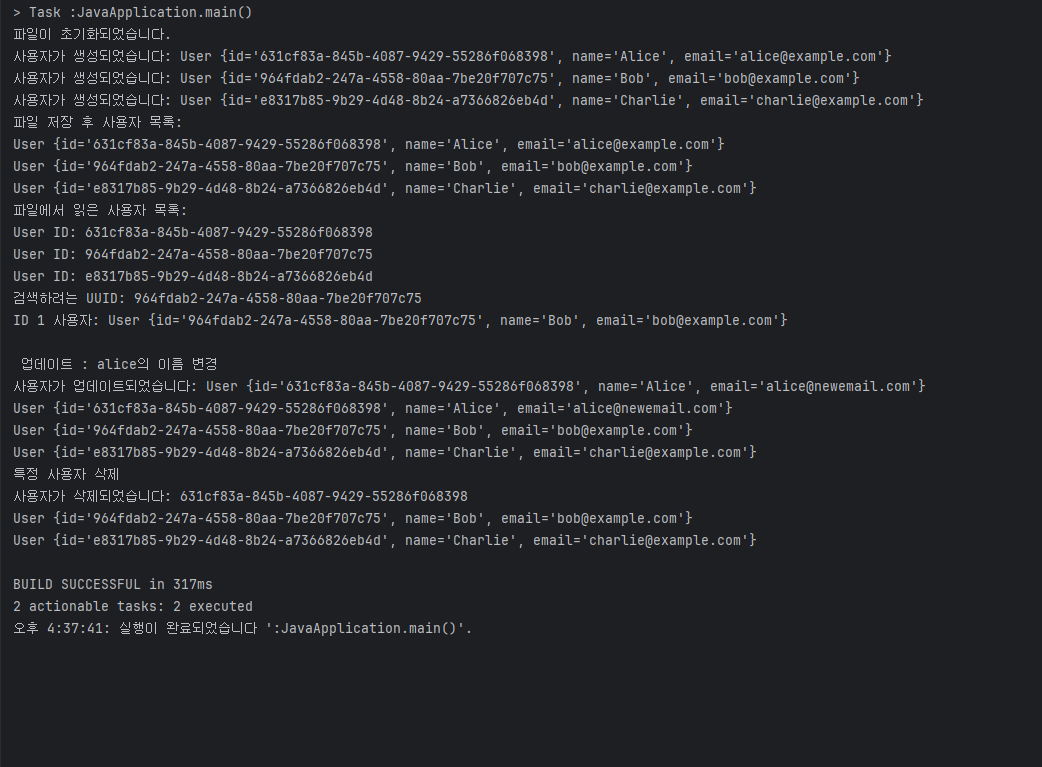 > Task :JavaApplication.main()
파일이 초기화되었습니다.
사용자가 생성되었습니다: User {id='631cf83a-845b-4087-9429-55286f068398', name='Alice', email='alice@example.com'}
사용자가 생성되었습니다: User {id='964fdab2-247a-4558-80aa-7be20f707c75', name='Bob', email='bob@example.com'}
사용자가 생성되었습니다: User {id='e8317b85-9b29-4d48-8b24-a7366826eb4d', name='Charlie', email='charlie@example.com'}
파일 저장 후 사용자 목록:
User {id='631cf83a-845b-4087-9429-55286f068398', name='Alice', email='alice@example.com'}
User {id='964fdab2-247a-4558-80aa-7be20f707c75', name='Bob', email='bob@example.com'}
User {id='e8317b85-9b29-4d48-8b24-a7366826eb4d', name='Charlie', email='charlie@example.com'}
파일에서 읽은 사용자 목록:
User ID: 631cf83a-845b-4087-9429-55286f068398
User ID: 964fdab2-247a-4558-80aa-7be20f707c75
User ID: e8317b85-9b29-4d48-8b24-a7366826eb4d
검색하려는 UUID: 964fdab2-247a-4558-80aa-7be20f707c75
ID 1 사용자: User {id='964fdab2-247a-4558-80aa-7be20f707c75', name='Bob', email='bob@example.com'}
업데이트 : alice의 이름 변경
사용자가 업데이트되었습니다: User {id='631cf83a-845b-4087-9429-55286f068398', name='Alice', email='alice@newemail.com'}
User {id='631cf83a-845b-4087-9429-55286f068398', name='Alice', email='alice@newemail.com'}
User {id='964fdab2-247a-4558-80aa-7be20f707c75', name='Bob', email='bob@example.com'}
User {id='e8317b85-9b29-4d48-8b24-a7366826eb4d', name='Charlie', email='charlie@example.com'}
특정 사용자 삭제
사용자가 삭제되었습니다: 631cf83a-845b-4087-9429-55286f068398
User {id='964fdab2-247a-4558-80aa-7be20f707c75', name='Bob', email='bob@example.com'}
User {id='e8317b85-9b29-4d48-8b24-a7366826eb4d', name='Charlie', email='charlie@example.com'}
BUILD SUCCESSFUL in 317ms
2 actionable tasks: 2 executed
오후 4:37:41: 실행이 완료되었습니다 ':JavaApplication.main()'.